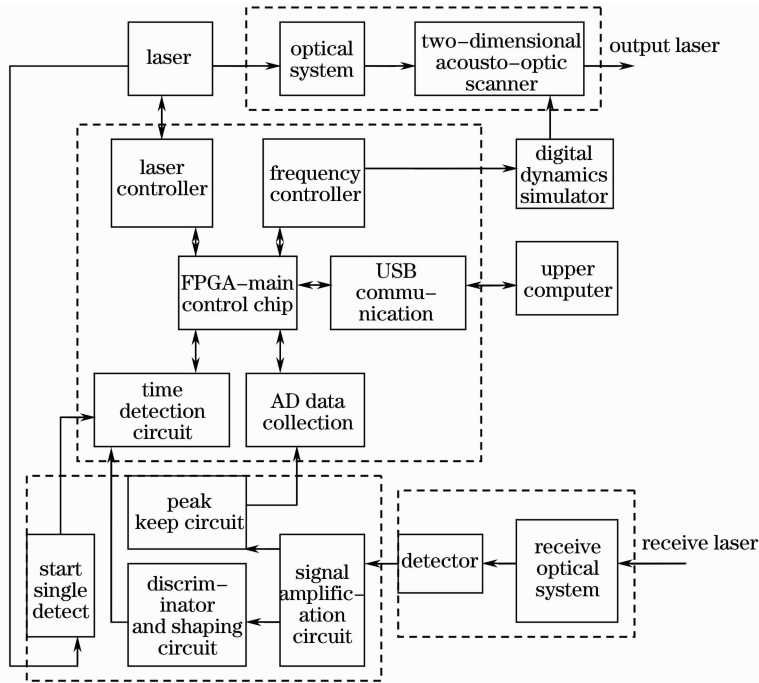 laser
optical
system
two-dimensional
acousto-optic
scanner
output laser
laser
controller
frequency
controller
digital
dynamics
simulator
FPGA-main
control chip
USB
commu-
nication
upper
computer
time
detection
circuit
AD data
collection
peak
keep circuit
start
single
detect
discrim-
inator
and shaping
circuit
signal
amplific-
ation
circuit
detector
receive
optical
system
receive laser